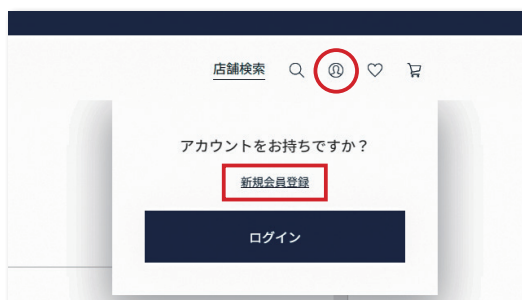 店舗検索
アカウントをお持ちですか？
新規会員登録
ログイン